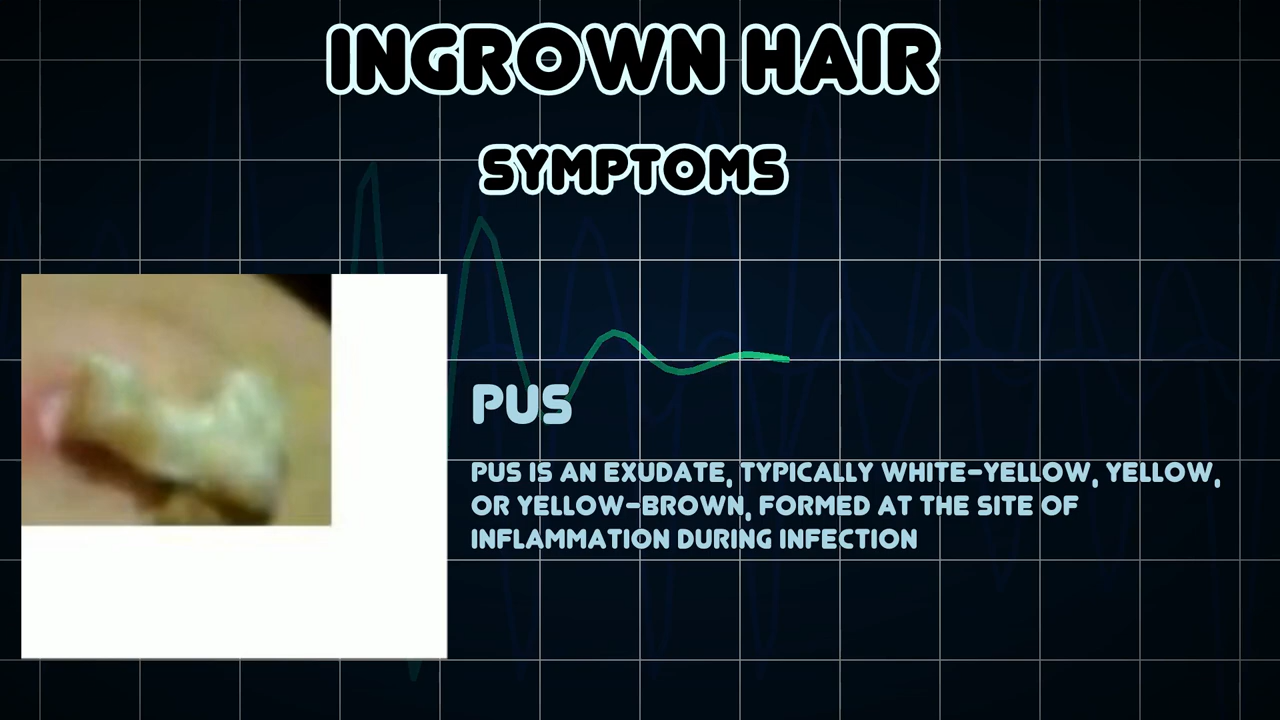 INGROWN HAIR
SYMPTOMS
PUS
PUS IS AN EXUDATE, TYPICALLY WHITE-YELLOW, YELLOW,
OR YELLOW-BROWN, FORMED AT THE SITE OF
INFLAMMATION DURING INFECTION